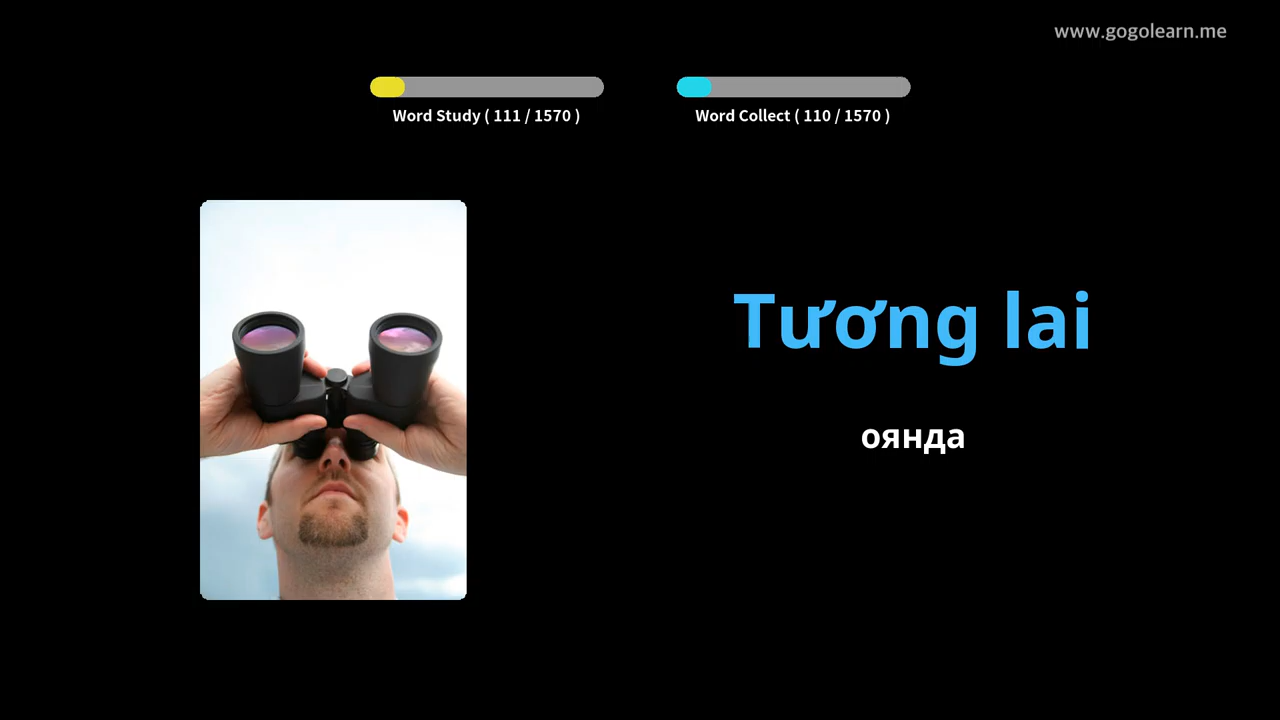 www.gogolearn.me
Word Study ( 111 / 1570 )
Word Collect ( 110 / 1570 )
Tương lai
оянда